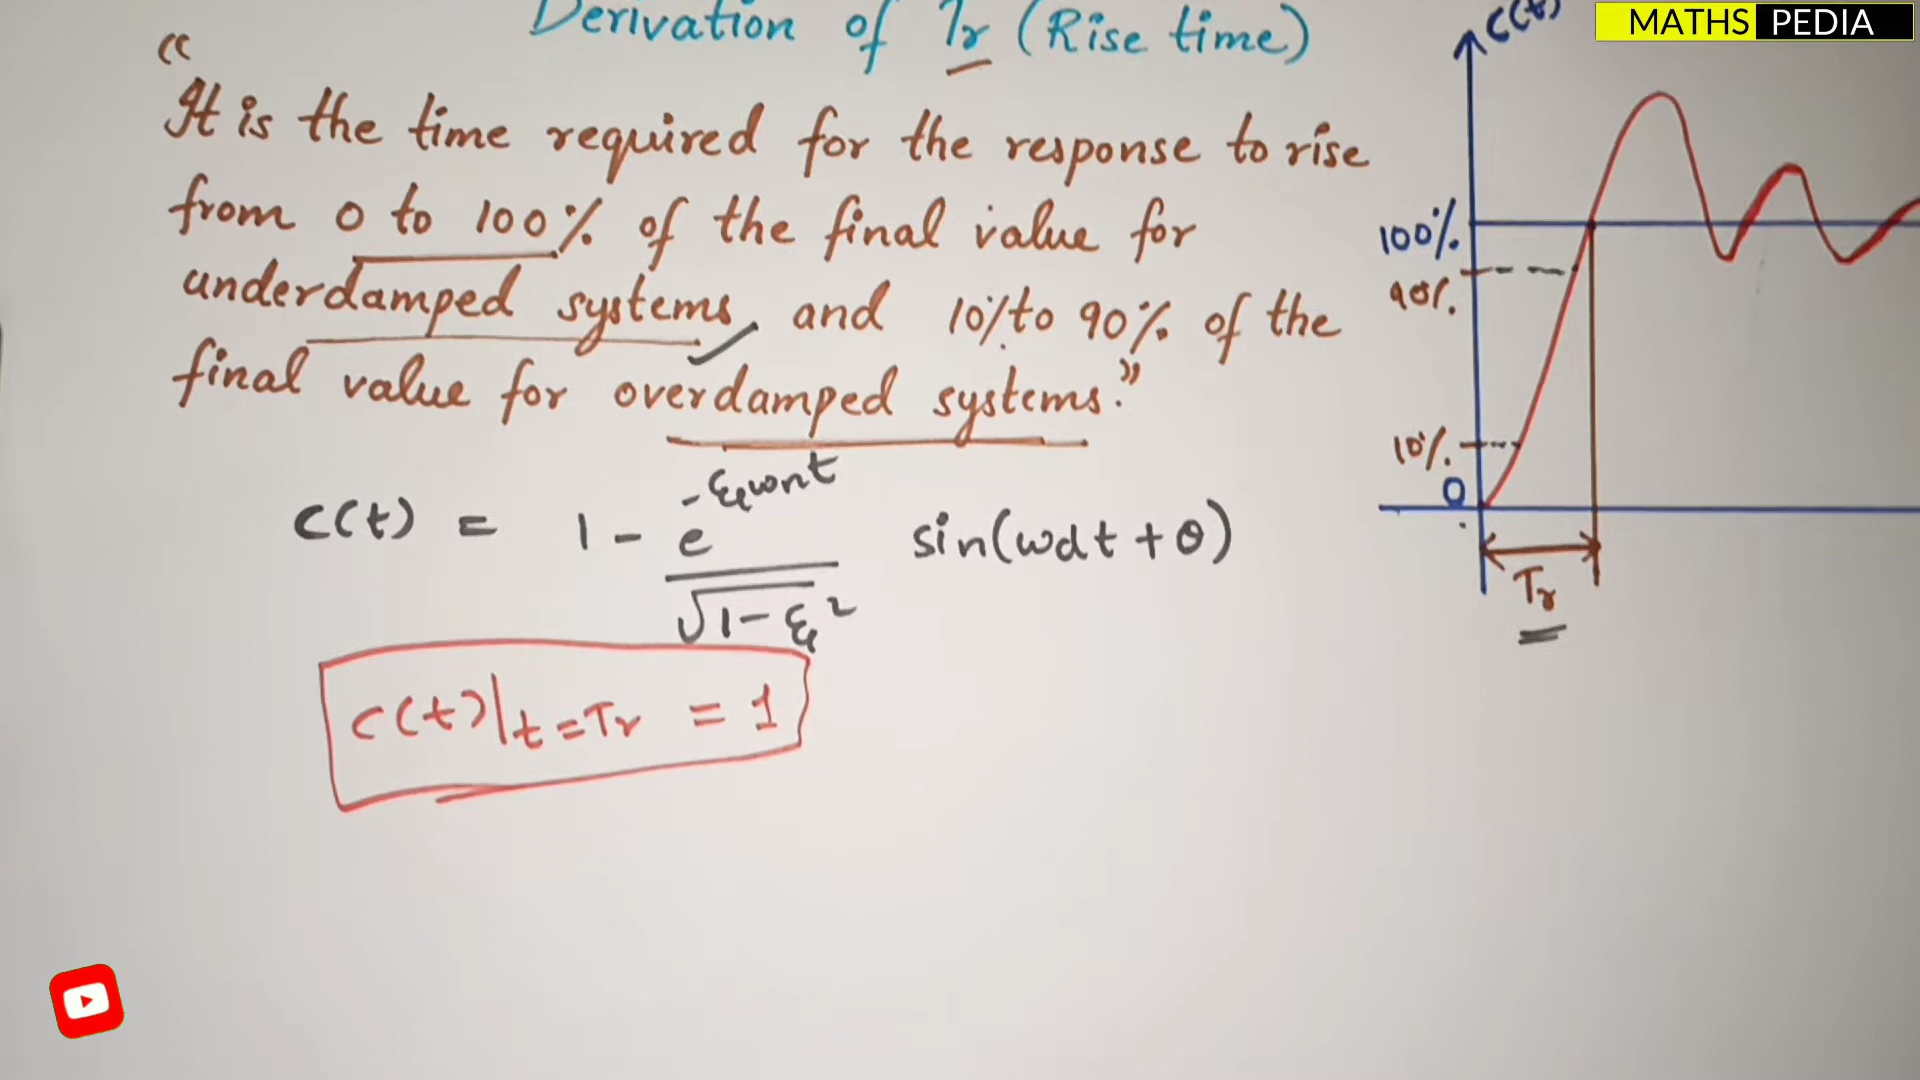 Derivation of Tr (Rise time)
MATHS PEDIA
"It is the time required for the response to rise
from 0 to 100% of the final value for
underdamped systems, and 10% to 90% of the
final value for overdamped systems."
c(t) = 1 - e^(-ξωnt) / √(1-ξ²) sin(ωdt + θ)
c(t)|t=Tr = 1
C(t)
100%
90%
10%
0
Tr